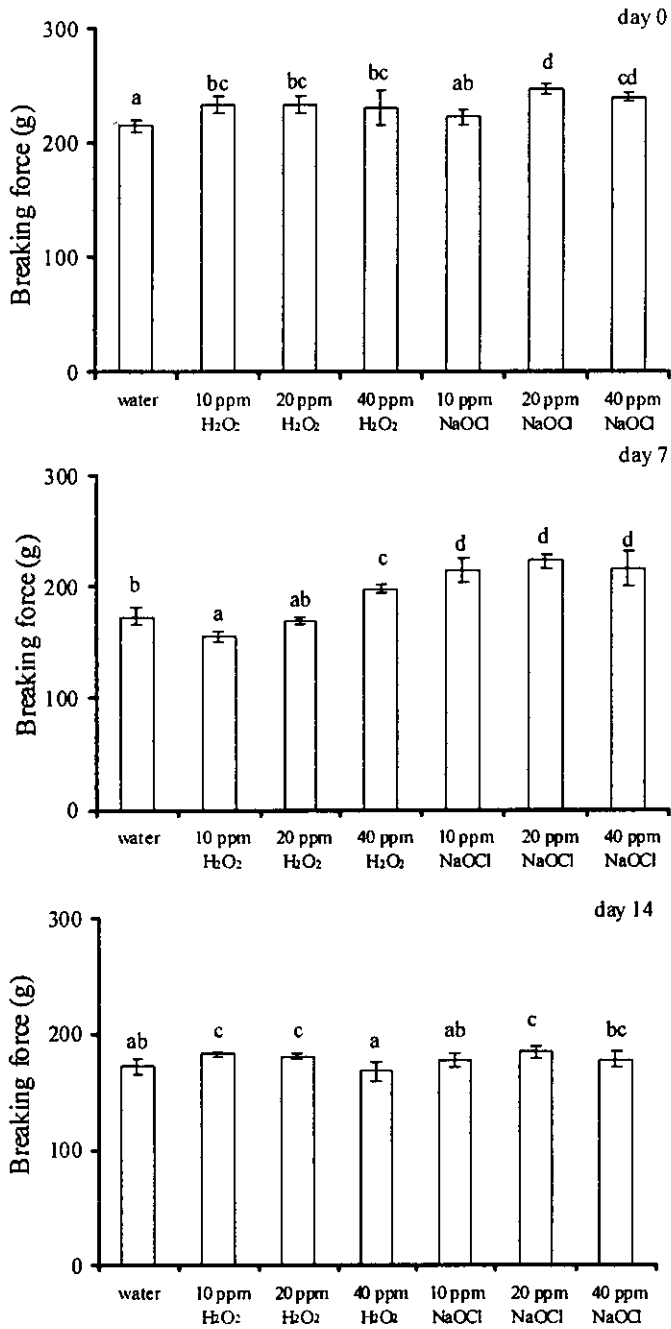 day 0
300
200
100
0
Breaking force (g)
a
bc
bc
bc
ab
d
cd
water
10 ppm
H₂O₂
20 ppm
H₂O₂
40 ppm
H₂O₂
10 ppm
NaOCl
20 ppm
NaOCl
40 ppm
NaOCl
day 7
300
200
100
0
Breaking force (g)
b
a
ab
c
d
d
d
water
10 ppm
H₂O₂
20 ppm
H₂O₂
40 ppm
H₂O₂
10 ppm
NaOCl
20 ppm
NaOCl
40 ppm
NaOCl
day 14
300
200
100
0
Breaking force (g)
ab
c
c
a
ab
c
bc
water
10 ppm
H₂O₂
20 ppm
H₂O₂
40 ppm
H₂O₂
10 ppm
NaOCl
20 ppm
NaOCl
40 ppm
NaOCl